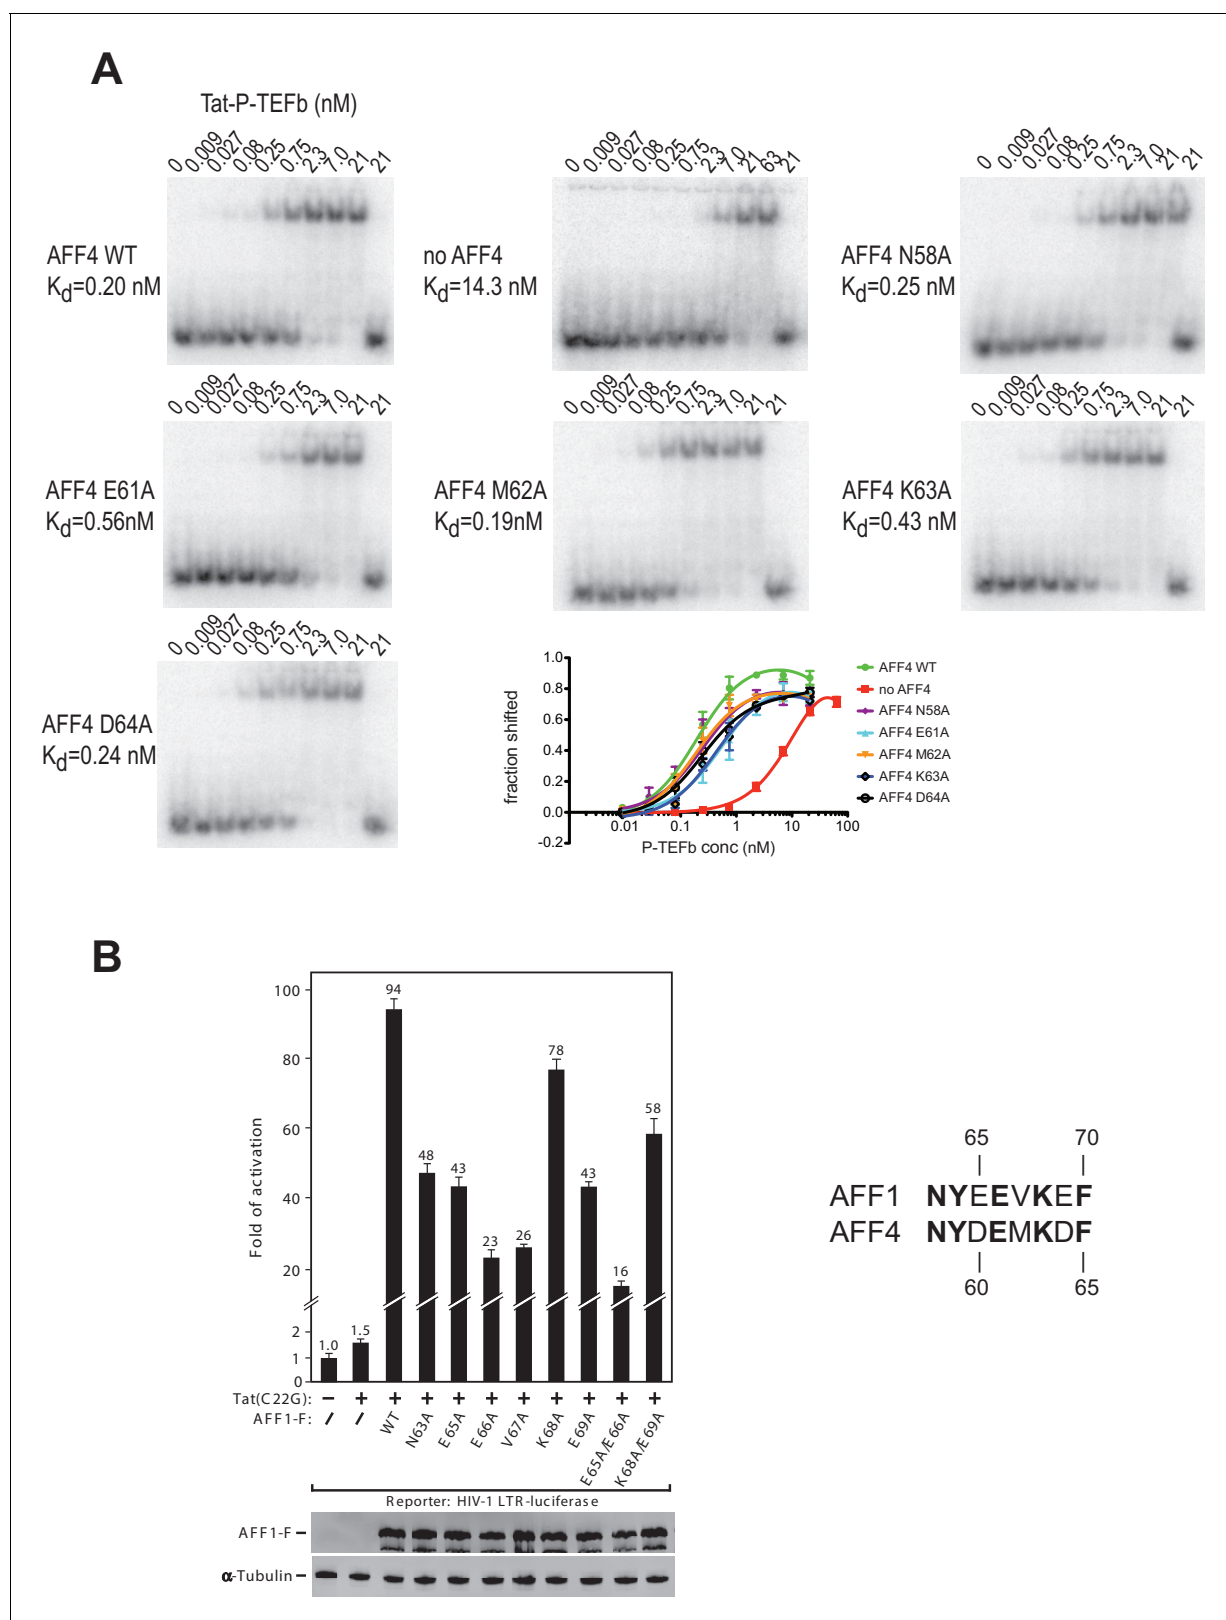 A
Tat-P-TEFb (nM)
0 0.009 0.027 0.08 0.25 0.75 2.3 7.0 21 21
AFF4 WT
Kd=0.20 nM
0 0.009 0.027 0.08 0.25 0.75 2.3 7.0 21 63 21
no AFF4
Kd=14.3 nM
0 0.009 0.027 0.08 0.25 0.75 2.3 7.0 21 21
AFF4 N58A
Kd=0.25 nM
0 0.009 0.027 0.08 0.25 0.75 2.3 7.0 21 21
AFF4 E61A
Kd=0.56nM
0 0.009 0.027 0.08 0.25 0.75 2.3 7.0 21 21
AFF4 M62A
Kd=0.19nM
0 0.009 0.027 0.08 0.25 0.75 2.3 7.0 21 21
AFF4 K63A
Kd=0.43 nM
0 0.009 0.027 0.08 0.25 0.75 2.3 7.0 21 21
AFF4 D64A
Kd=0.24 nM
fraction shifted
1.0
0.8
0.6
0.4
0.2
0.0
-0.2
0.01 0.1 1 10 100
P-TEFb conc (nM)
AFF4 WT
no AFF4
AFF4 N58A
AFF4 E61A
AFF4 M62A
AFF4 K63A
AFF4 D64A
B
Fold of activation
100
80
60
40
20
2
1
0
1.0 1.5 94 48 43 23 26 78 43 16 58
Tat(C22G): – + + + + + + + + + +
AFF1-F: / / WT N63A E65A E66A V67A K68A E69A E65A/E66A K68A/E69A
Reporter: HIV-1 LTR-luciferase
AFF1-F
α-Tubulin
65 70
AFF1 NYEEVKEF
AFF4 NYDEMKDF
60 65